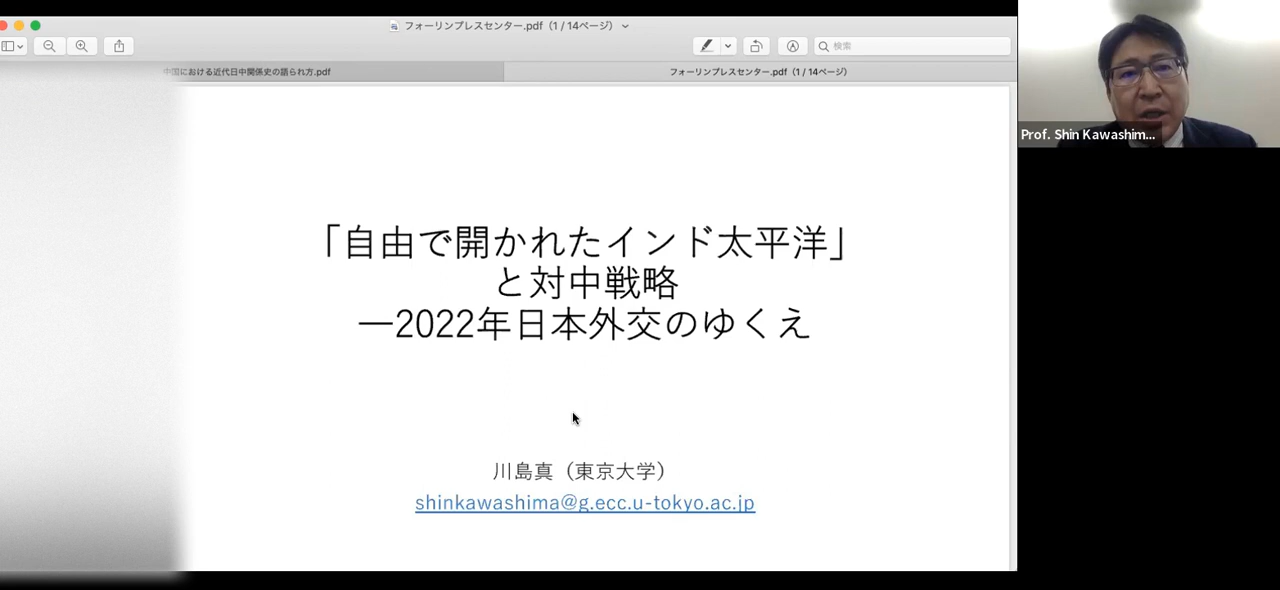 フォーリンプレスセンター.pdf（1 / 14ページ）
検索
中国における近代日中関係史の語られ方.pdf
フォーリンプレスセンター.pdf（1 / 14ページ）
Prof. Shin Kawashim...
「自由で開かれたインド太平洋」
と対中戦略
―2022年日本外交のゆくえ
川島真（東京大学）
shinkawashima@g.ecc.u-tokyo.ac.jp